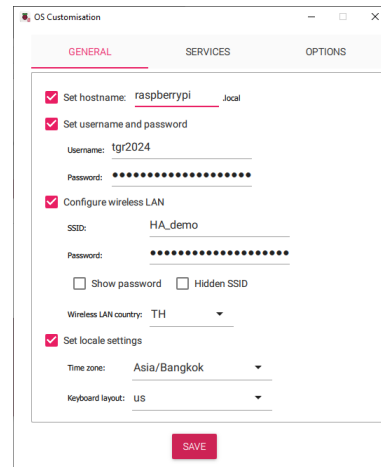 OS Customisation
GENERAL SERVICES OPTIONS
Set hostname: raspberrypi .local
Set username and password
Username: tgr2024
Password: ••••••••••••••••••••
Configure wireless LAN
SSID: HA_demo
Password: ••••••••••••••••••••
Show password Hidden SSID
Wireless LAN country: TH
Set locale settings
Time zone: Asia/Bangkok
Keyboard layout: us
SAVE